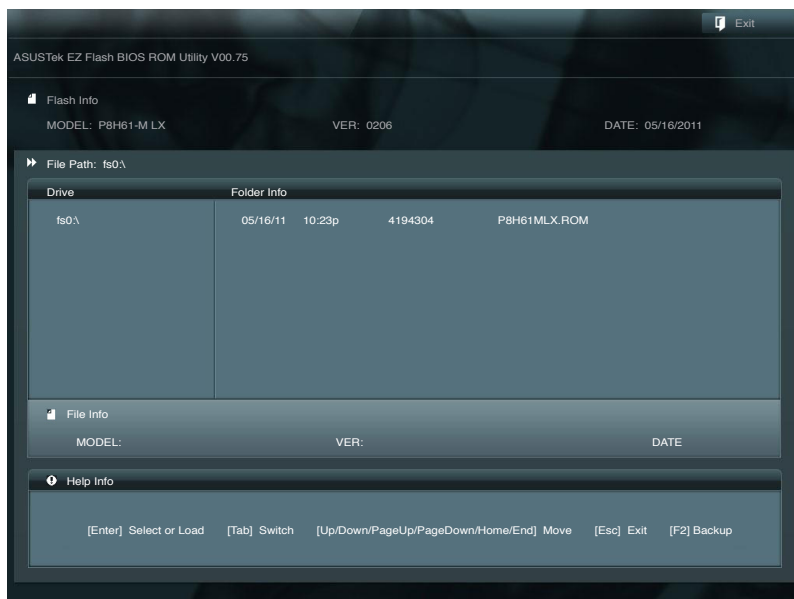 Exit
ASUSTek EZ Flash BIOS ROM Utility V00.75
Flash Info
MODEL: P8H61-M LX VER: 0206 DATE: 05/16/2011
File Path: fs0:\
Drive Folder Info
fs0:\ 05/16/11 10:23p 4194304 P8H61MLX.ROM
File Info
MODEL: VER: DATE
Help Info
[Enter] Select or Load [Tab] Switch [Up/Down/PageUp/PageDown/Home/End] Move [Esc] Exit [F2] Backup